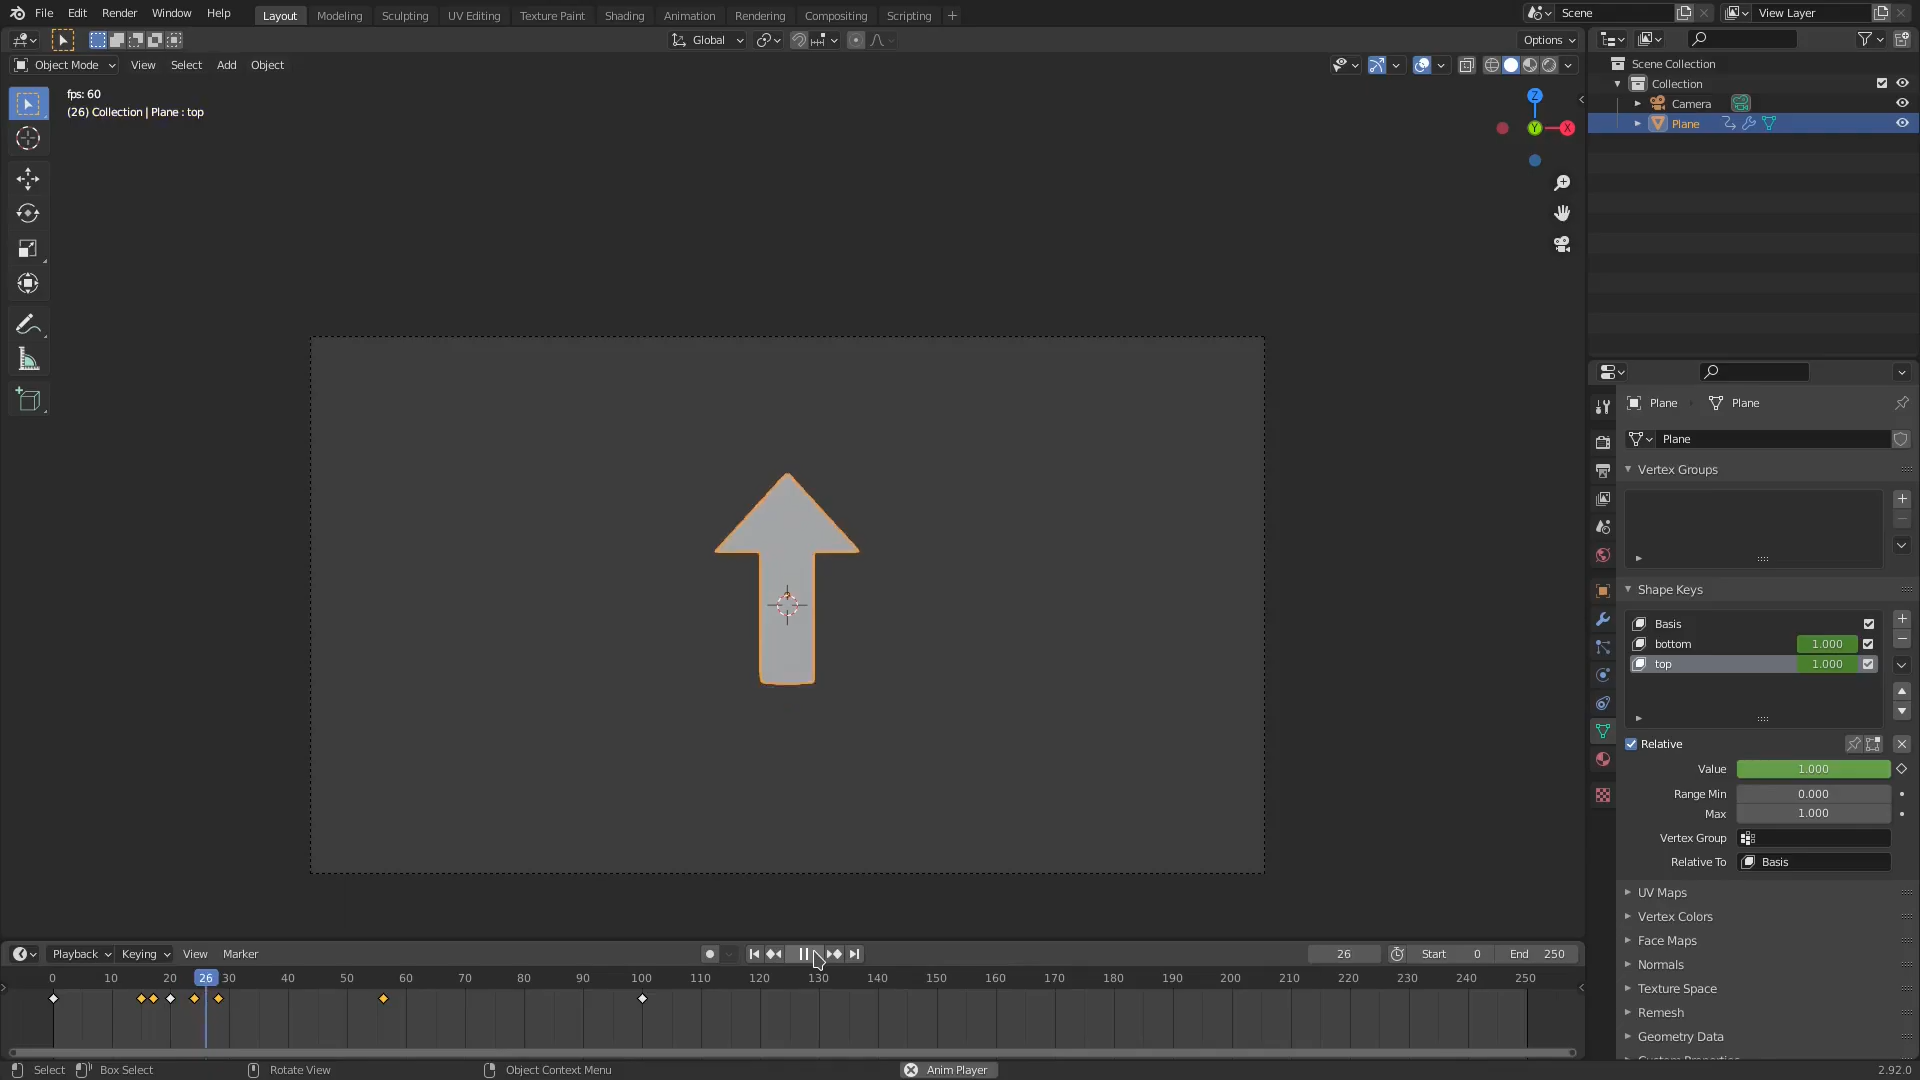 File Edit Render Window Help Layout Modeling Sculpting UV Editing Texture Paint Shading Animation Rendering Compositing Scripting Scene View Layer
Global Options
Object Mode View Select Add Object
fps: 60
(26) Collection | Plane : top
Z
Y
X
Scene Collection
Collection
Camera
Plane
Plane Plane
Plane
Vertex Groups
Shape Keys
Basis
bottom 1.000
top 1.000
Relative
Value 1.000
Range Min 0.000
Max 1.000
Vertex Group
Relative To Basis
UV Maps
Vertex Colors
Face Maps
Normals
Texture Space
Remesh
Geometry Data
Custom Properties
Playback Keying View Marker 26 Start 0 End 250
0 10 20 26 30 40 50 60 70 80 90 100 110 120 130 140 150 160 170 180 190 200 210 220 230 240 250
Select Box Select Rotate View Object Context Menu Anim Player 2.92.0